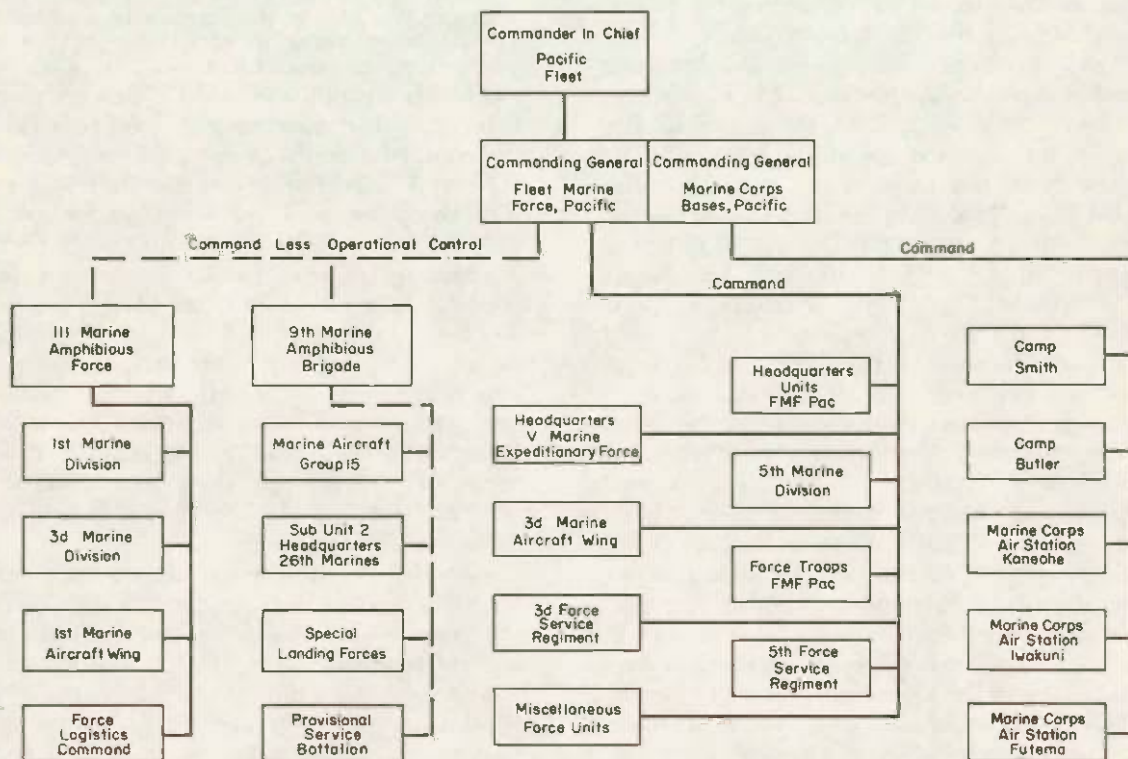 Commander In Chief
Pacific
Fleet
Commanding General
Fleet Marine
Force, Pacific
Commanding General
Marine Corps
Bases, Pacific
Command Less Operational Control
Command
Command
III Marine
Amphibious
Force
1st Marine
Division
3d Marine
Division
1st Marine
Aircraft Wing
Force
Logistics
Command
9th Marine
Amphibious
Brigade
Marine Aircraft
Group 15
Sub Unit 2
Headquarters
26th Marines
Special
Landing Forces
Provisional
Service
Battalion
Headquarters
V Marine
Expeditionary Force
3d Marine
Aircraft Wing
3d Force
Service
Regiment
Miscellaneous
Force Units
Headquarters
Units
FMF Pac
5th Marine
Division
Force Troops
FMF Pac
5th Force
Service
Regiment
Camp
Smith
Camp
Butler
Marine Corps
Air Station
Kaneohe
Marine Corps
Air Station
Iwakuni
Marine Corps
Air Station
Futema